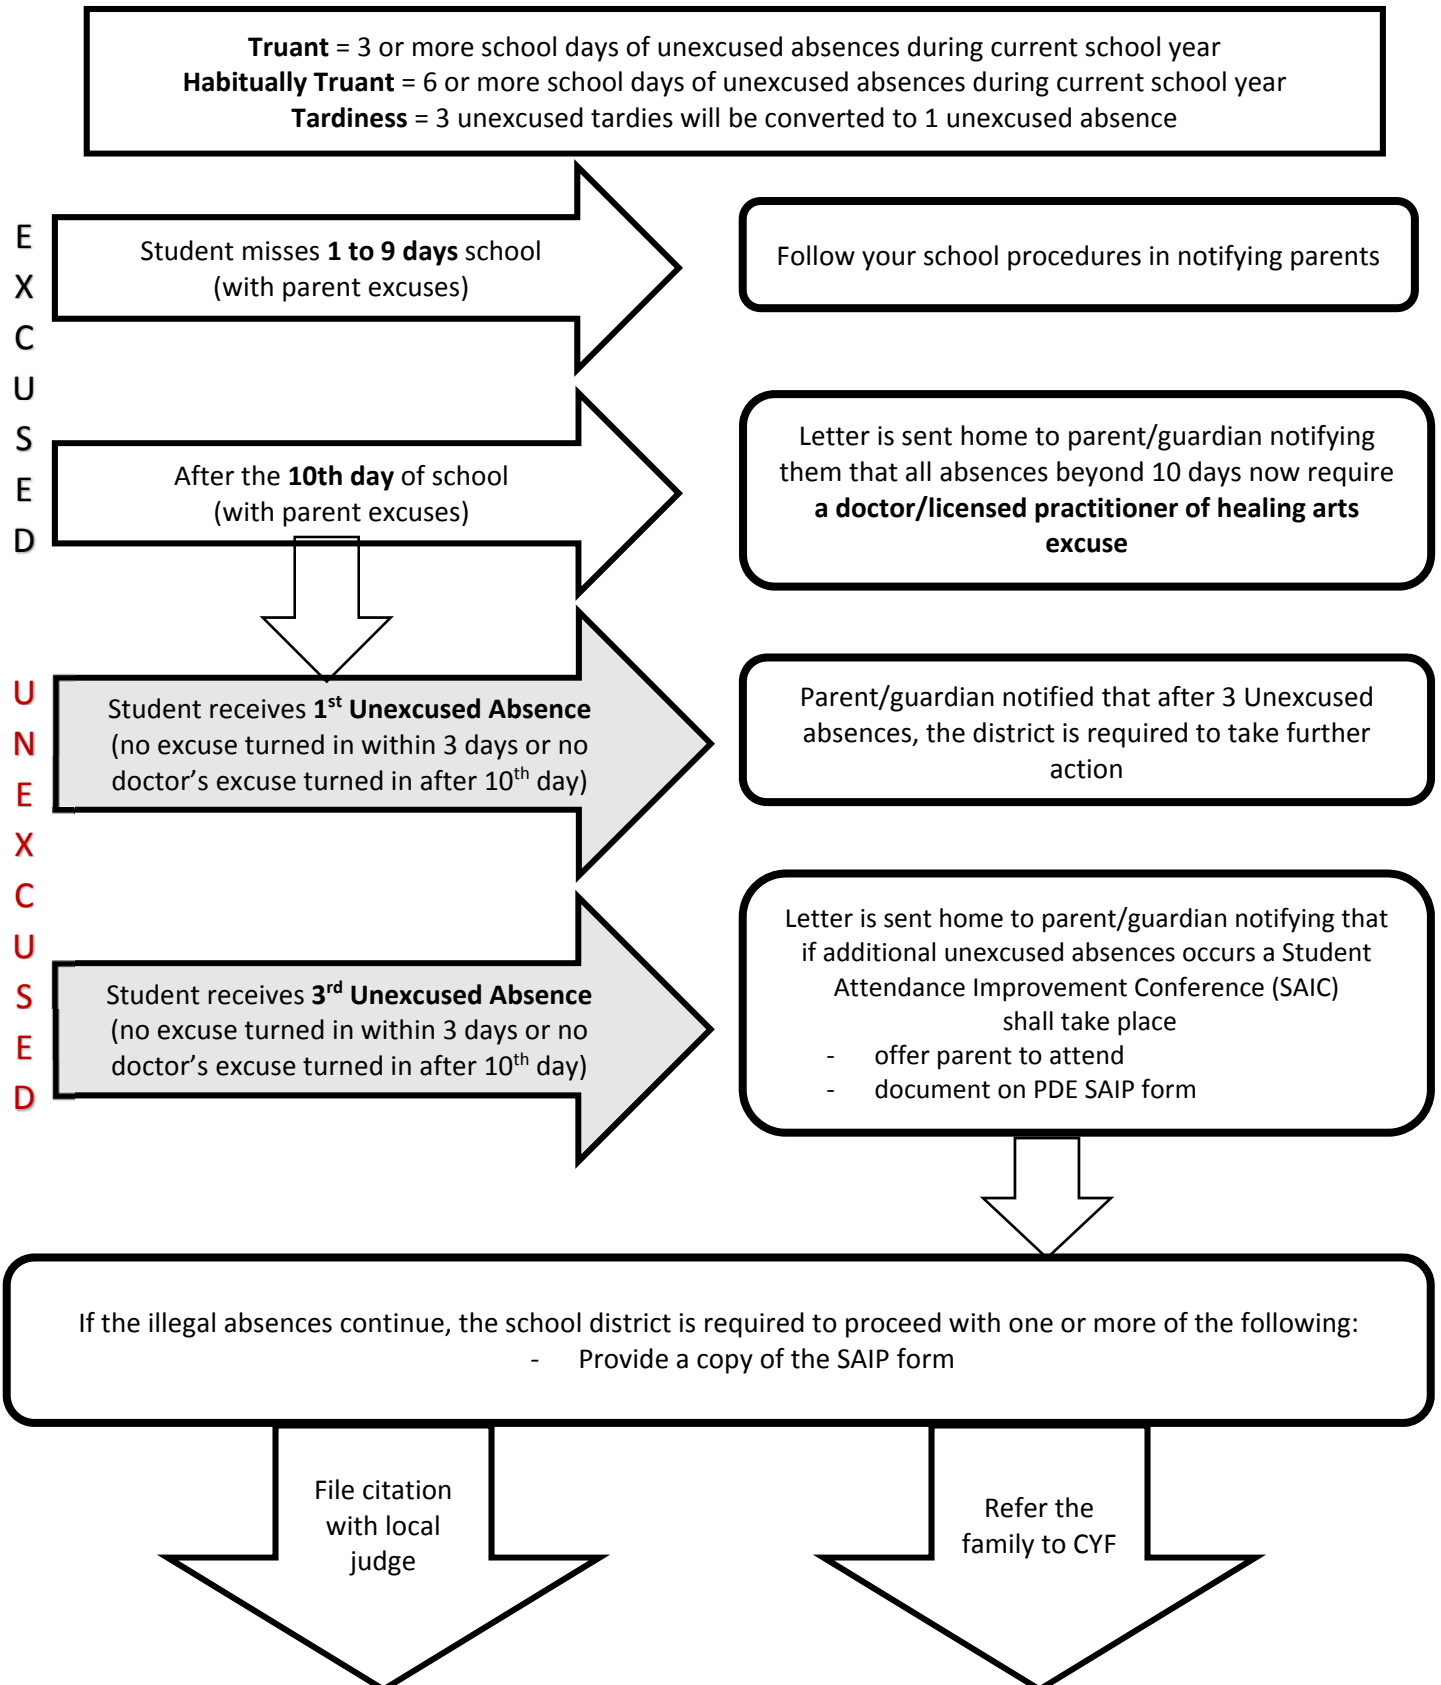 Truant = 3 or more school days of unexcused absences during current school year
Habitually Truant = 6 or more school days of unexcused absences during current school year
Tardiness = 3 unexcused tardies will be converted to 1 unexcused absence
EXCUSED
Student misses 1 to 9 days school
(with parent excuses)
Follow your school procedures in notifying parents
After the 10th day of school
(with parent excuses)
Letter is sent home to parent/guardian notifying
them that all absences beyond 10 days now require
a doctor/licensed practitioner of healing arts
excuse
UNEXCUSED
Student receives 1st Unexcused Absence
(no excuse turned in within 3 days or no
doctor's excuse turned in after 10th day)
Parent/guardian notified that after 3 Unexcused
absences, the district is required to take further
action
Student receives 3rd Unexcused Absence
(no excuse turned in within 3 days or no
doctor's excuse turned in after 10th day)
Letter is sent home to parent/guardian notifying that
if additional unexcused absences occurs a Student
Attendance Improvement Conference (SAIC)
shall take place
- offer parent to attend
- document on PDE SAIP form
If the illegal absences continue, the school district is required to proceed with one or more of the following:
- Provide a copy of the SAIP form
File citation
with local
judge
Refer the
family to CYF